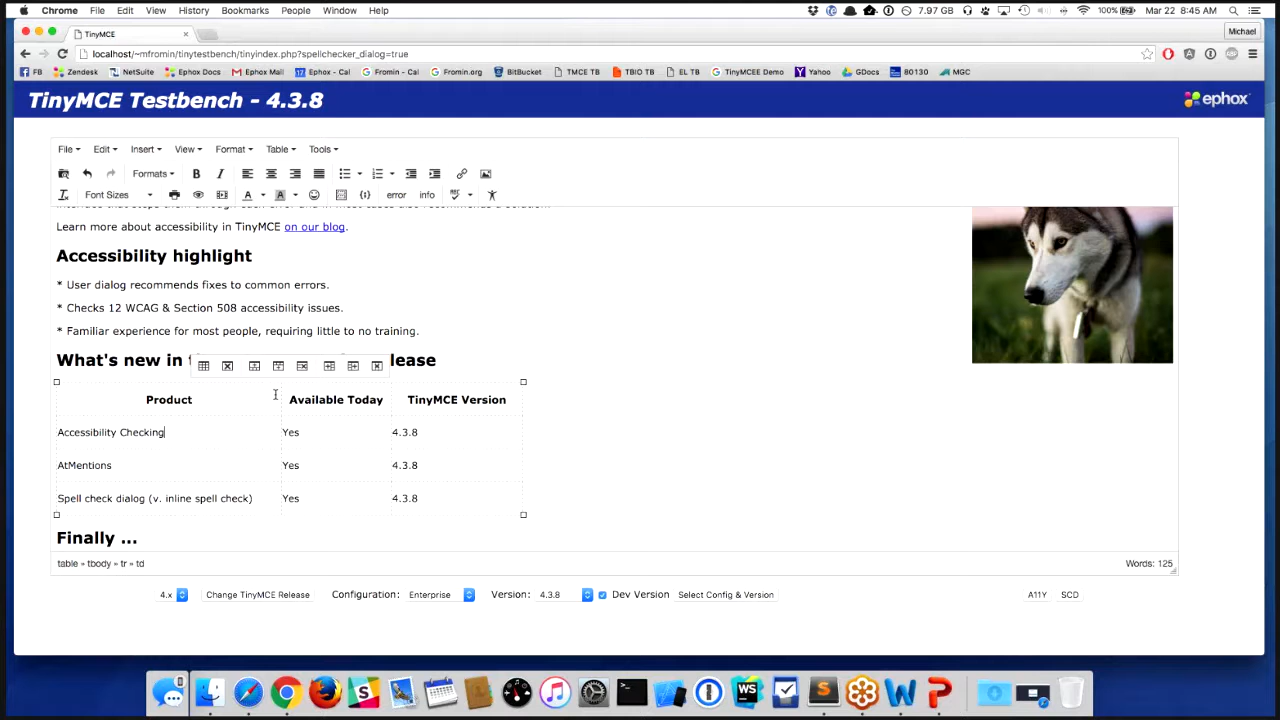 Chrome File Edit View History Bookmarks People Window Help 7.97 GB 100% Mar 22 8:45 AM
TinyMCE Michael
localhost/~mfromin/tinytestbench/tinyindex.php?spellchecker_dialog=true
FB Zendesk NetSuite Ephox Docs Gmail Ephox - Cal Fromin - Cal Fromin.org BitBucket TMCE TB TBIO TB EL TB TinyMCEE Demo Yahoo GDocs 80130 MGC
TinyMCE Testbench - 4.3.8 ephox
File Edit Insert View Format Table Tools
Formats B I
Font Sizes A A error info
Learn more about accessibility in TinyMCE on our blog.
Accessibility highlight
* User dialog recommends fixes to common errors.
* Checks 12 WCAG & Section 508 accessibility issues.
* Familiar experience for most people, requiring little to no training.
What's new in lease
Product Available Today TinyMCE Version
Accessibility Checking Yes 4.3.8
AtMentions Yes 4.3.8
Spell check dialog (v. inline spell check) Yes 4.3.8
Finally ...
table » tbody » tr » td Words: 125
4.x Change TinyMCE Release Configuration: Enterprise Version: 4.3.8 Dev Version Select Config & Version A11Y SCD